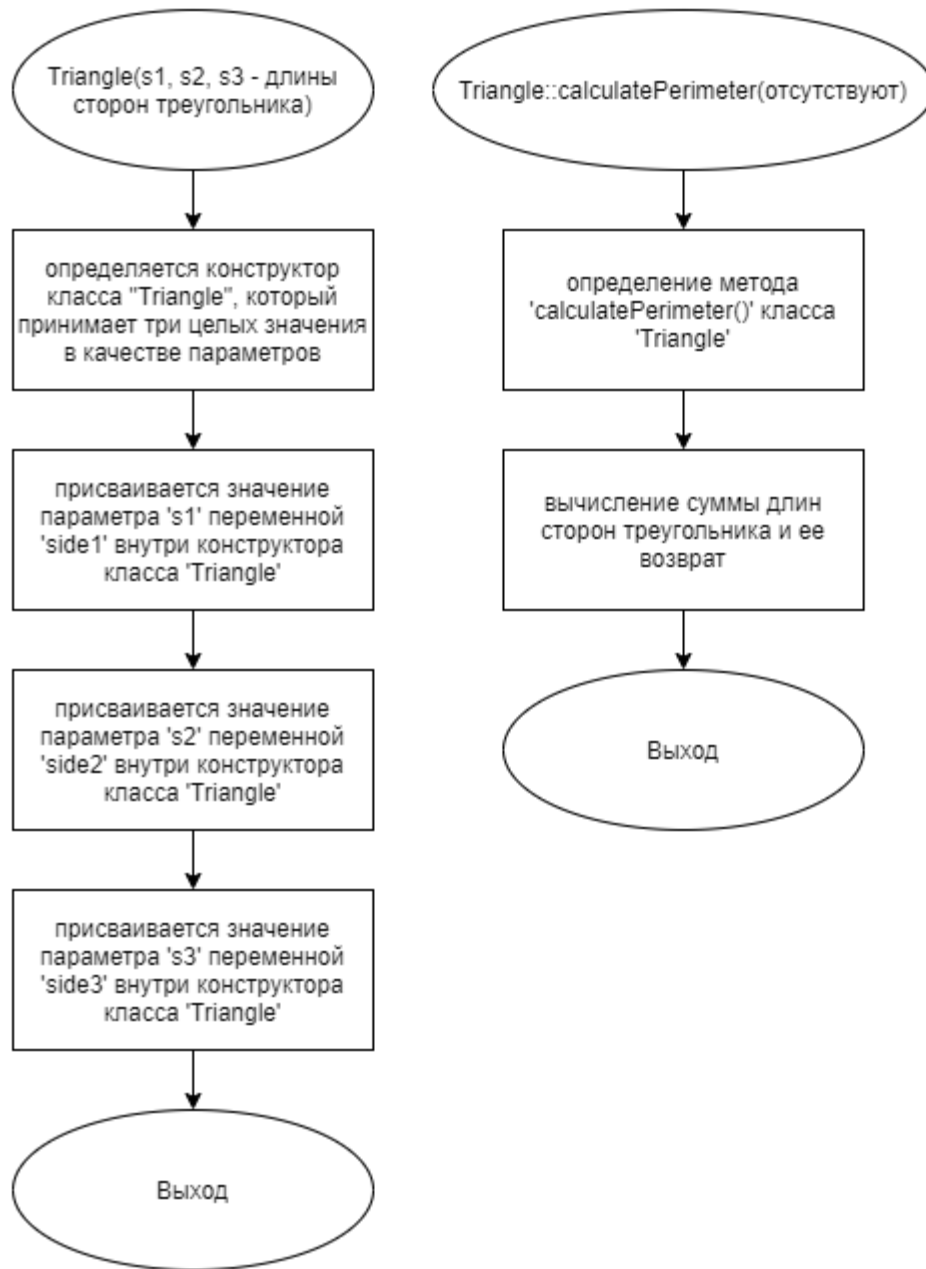 Triangle(s1, s2, s3 - длины
сторон треугольника)
определяется конструктор
класса "Triangle", который
принимает три целых значения
в качестве параметров
присваивается значение
параметра 's1' переменной
'side1' внутри конструктора
класса 'Triangle'
присваивается значение
параметра 's2' переменной
'side2' внутри конструктора
класса 'Triangle'
присваивается значение
параметра 's3' переменной
'side3' внутри конструктора
класса 'Triangle'
Выход
Triangle::calculatePerimeter(отсутствуют)
определение метода
'calculatePerimeter()' класса
'Triangle'
вычисление суммы длин
сторон треугольника и ее
возврат
Выход